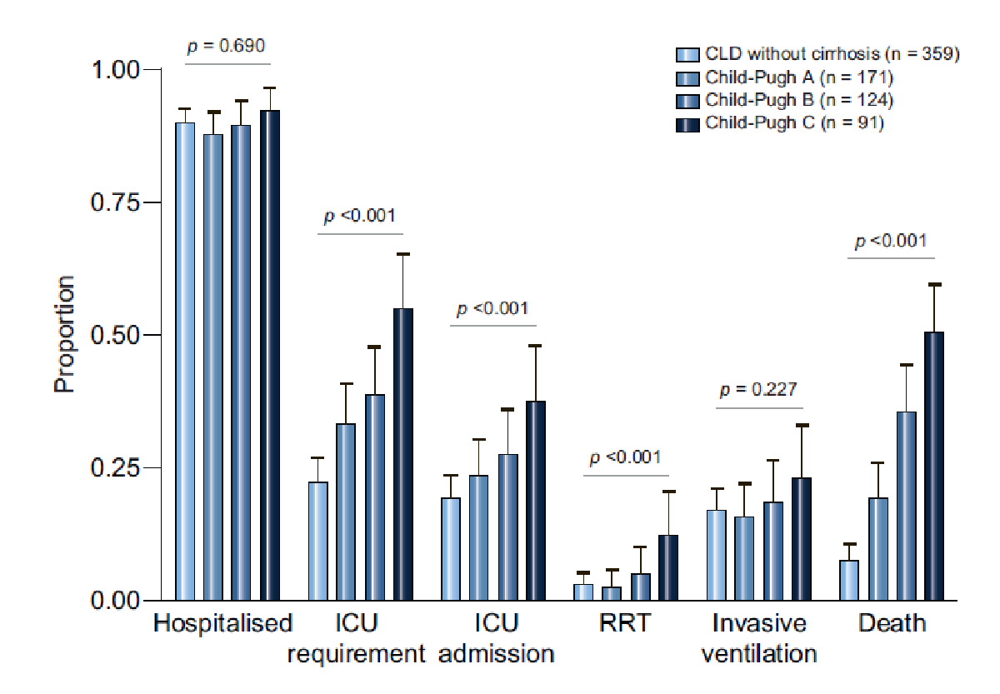 p = 0.690
CLD without cirrhosis (n = 359)
Child-Pugh A (n = 171)
Child-Pugh B (n = 124)
Child-Pugh C (n = 91)
1.00
0.75
0.50
0.25
0.00
Proportion
p <0.001
p <0.001
p <0.001
p = 0.227
p <0.001
Hospitalised
ICU requirement
ICU admission
RRT
Invasive ventilation
Death